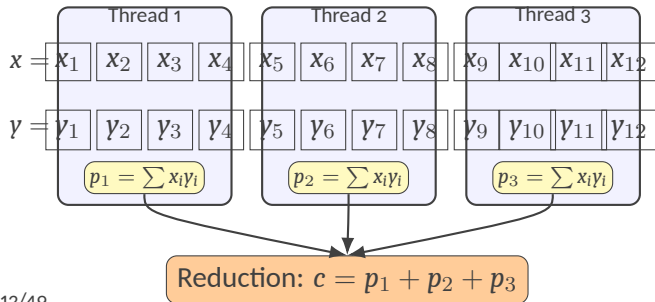 Thread 1 Thread 2 Thread 3
x = x₁ x₂ x₃ x₄ x₅ x₆ x₇ x₈ x₉ x₁₀ x₁₁ x₁₂
y = y₁ y₂ y₃ y₄ y₅ y₆ y₇ y₈ y₉ y₁₀ y₁₁ y₁₂
p₁ = ∑ xᵢyᵢ p₂ = ∑ xᵢyᵢ p₃ = ∑ xᵢyᵢ
Reduction: c = p₁ + p₂ + p₃